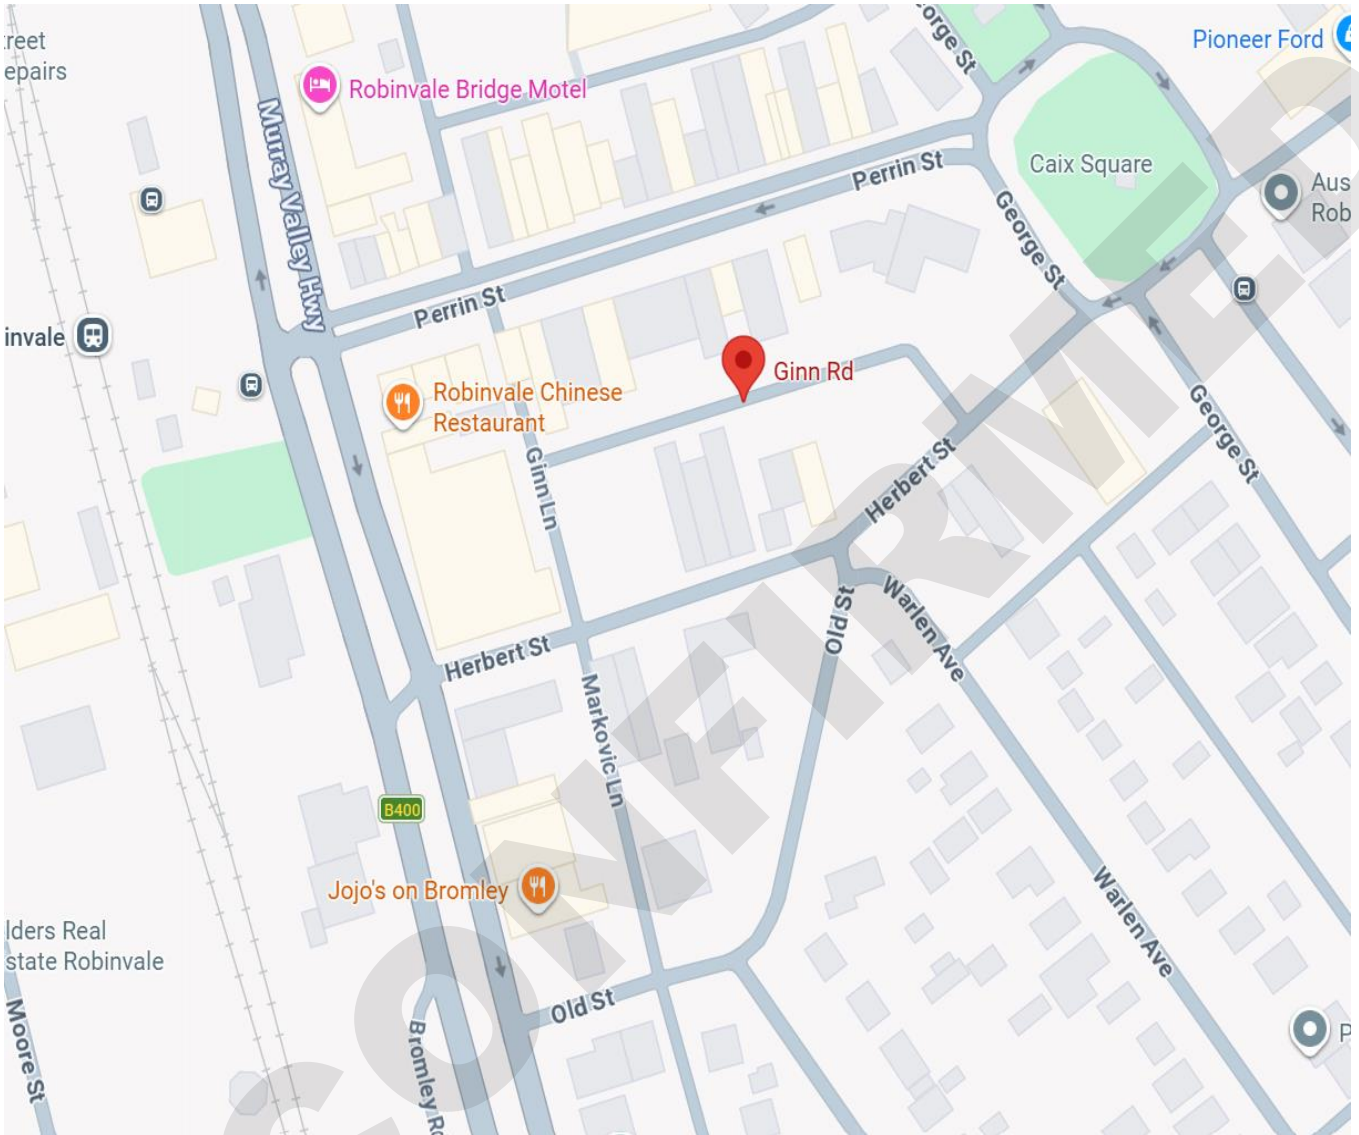 treet
epairs
Robinvale Bridge Motel
Murray Valley Hwy
George St
Pioneer Ford
Caix Square
Aus
Rob
Perrin St
George St
Perrin St
invale
Robinvale Chinese
Restaurant
Ginn Rd
Ginn Ln
Herbert St
George St
Herbert St
Old St
Warlen Ave
Markovic Ln
B400
Jojo's on Bromley
Warlen Ave
lders Real
state Robinvale
Old St
Moore St
Bromley Rd
P
CONFIRMED